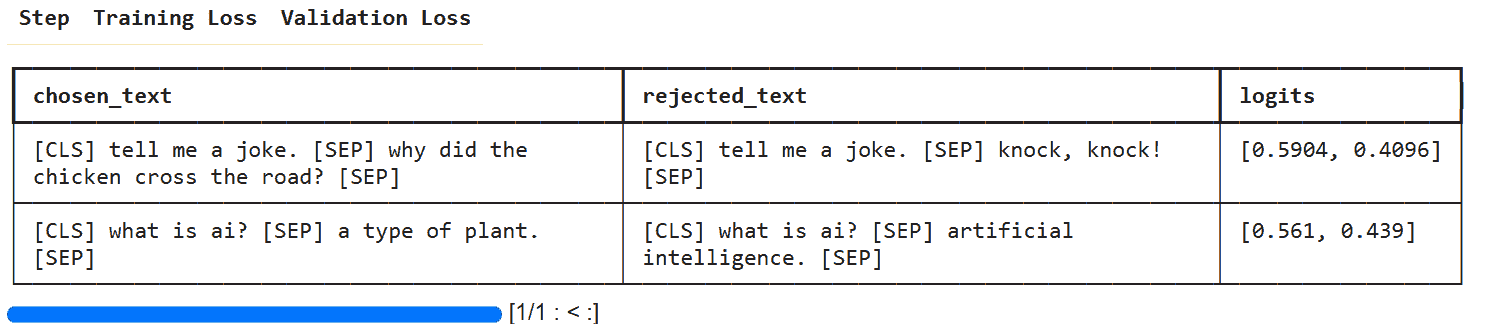 Step Training Loss Validation Loss
chosen_text rejected_text logits
[CLS] tell me a joke. [SEP] why did the
chicken cross the road? [SEP]
[CLS] tell me a joke. [SEP] knock, knock!
[SEP]
[0.5904, 0.4096]
[CLS] what is ai? [SEP] a type of plant.
[SEP]
[CLS] what is ai? [SEP] artificial
intelligence. [SEP]
[0.561, 0.439]
[1/1 : < :]